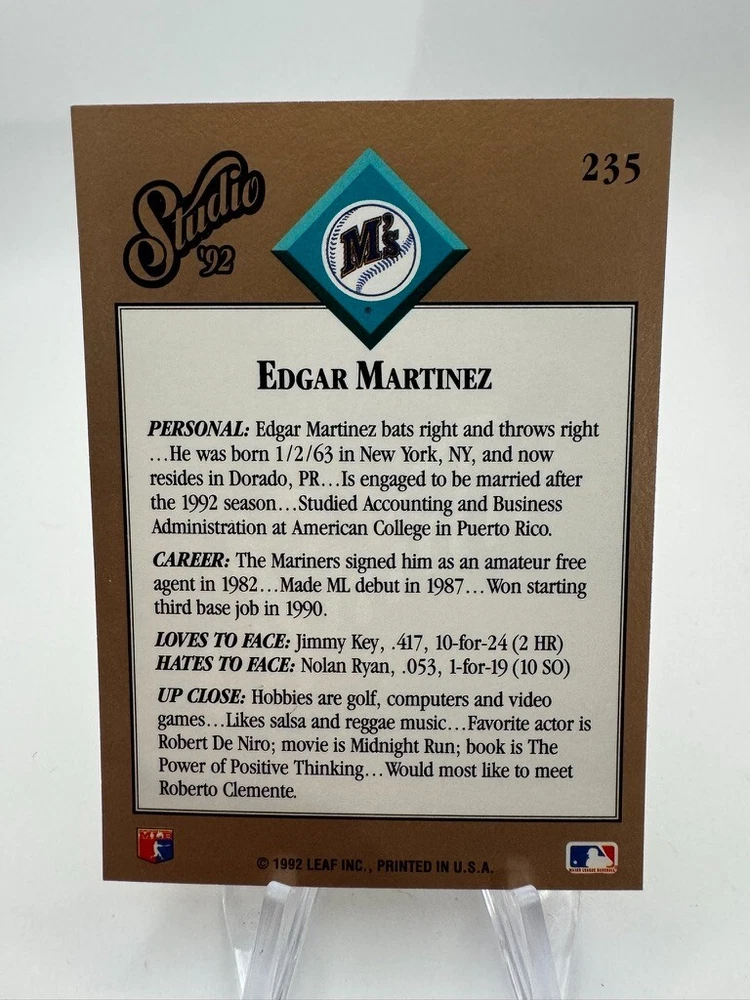 235
Studio
'92
M's
EDGAR MARTINEZ
PERSONAL: Edgar Martinez bats right and throws right
...He was born 1/2/63 in New York, NY, and now
resides in Dorado, PR...Is engaged to be married after
the 1992 season...Studied Accounting and Business
Administration at American College in Puerto Rico.
CAREER: The Mariners signed him as an amateur free
agent in 1982...Made ML debut in 1987...Won starting
third base job in 1990.
LOVES TO FACE: Jimmy Key, .417, 10-for-24 (2 HR)
HATES TO FACE: Nolan Ryan, .053, 1-for-19 (10 SO)
UP CLOSE: Hobbies are golf, computers and video
games...Likes salsa and reggae music...Favorite actor is
Robert De Niro; movie is Midnight Run; book is The
Power of Positive Thinking...Would most like to meet
Roberto Clemente.
© 1992 LEAF INC., PRINTED IN U.S.A.
MAJOR LEAGUE BASEBALL